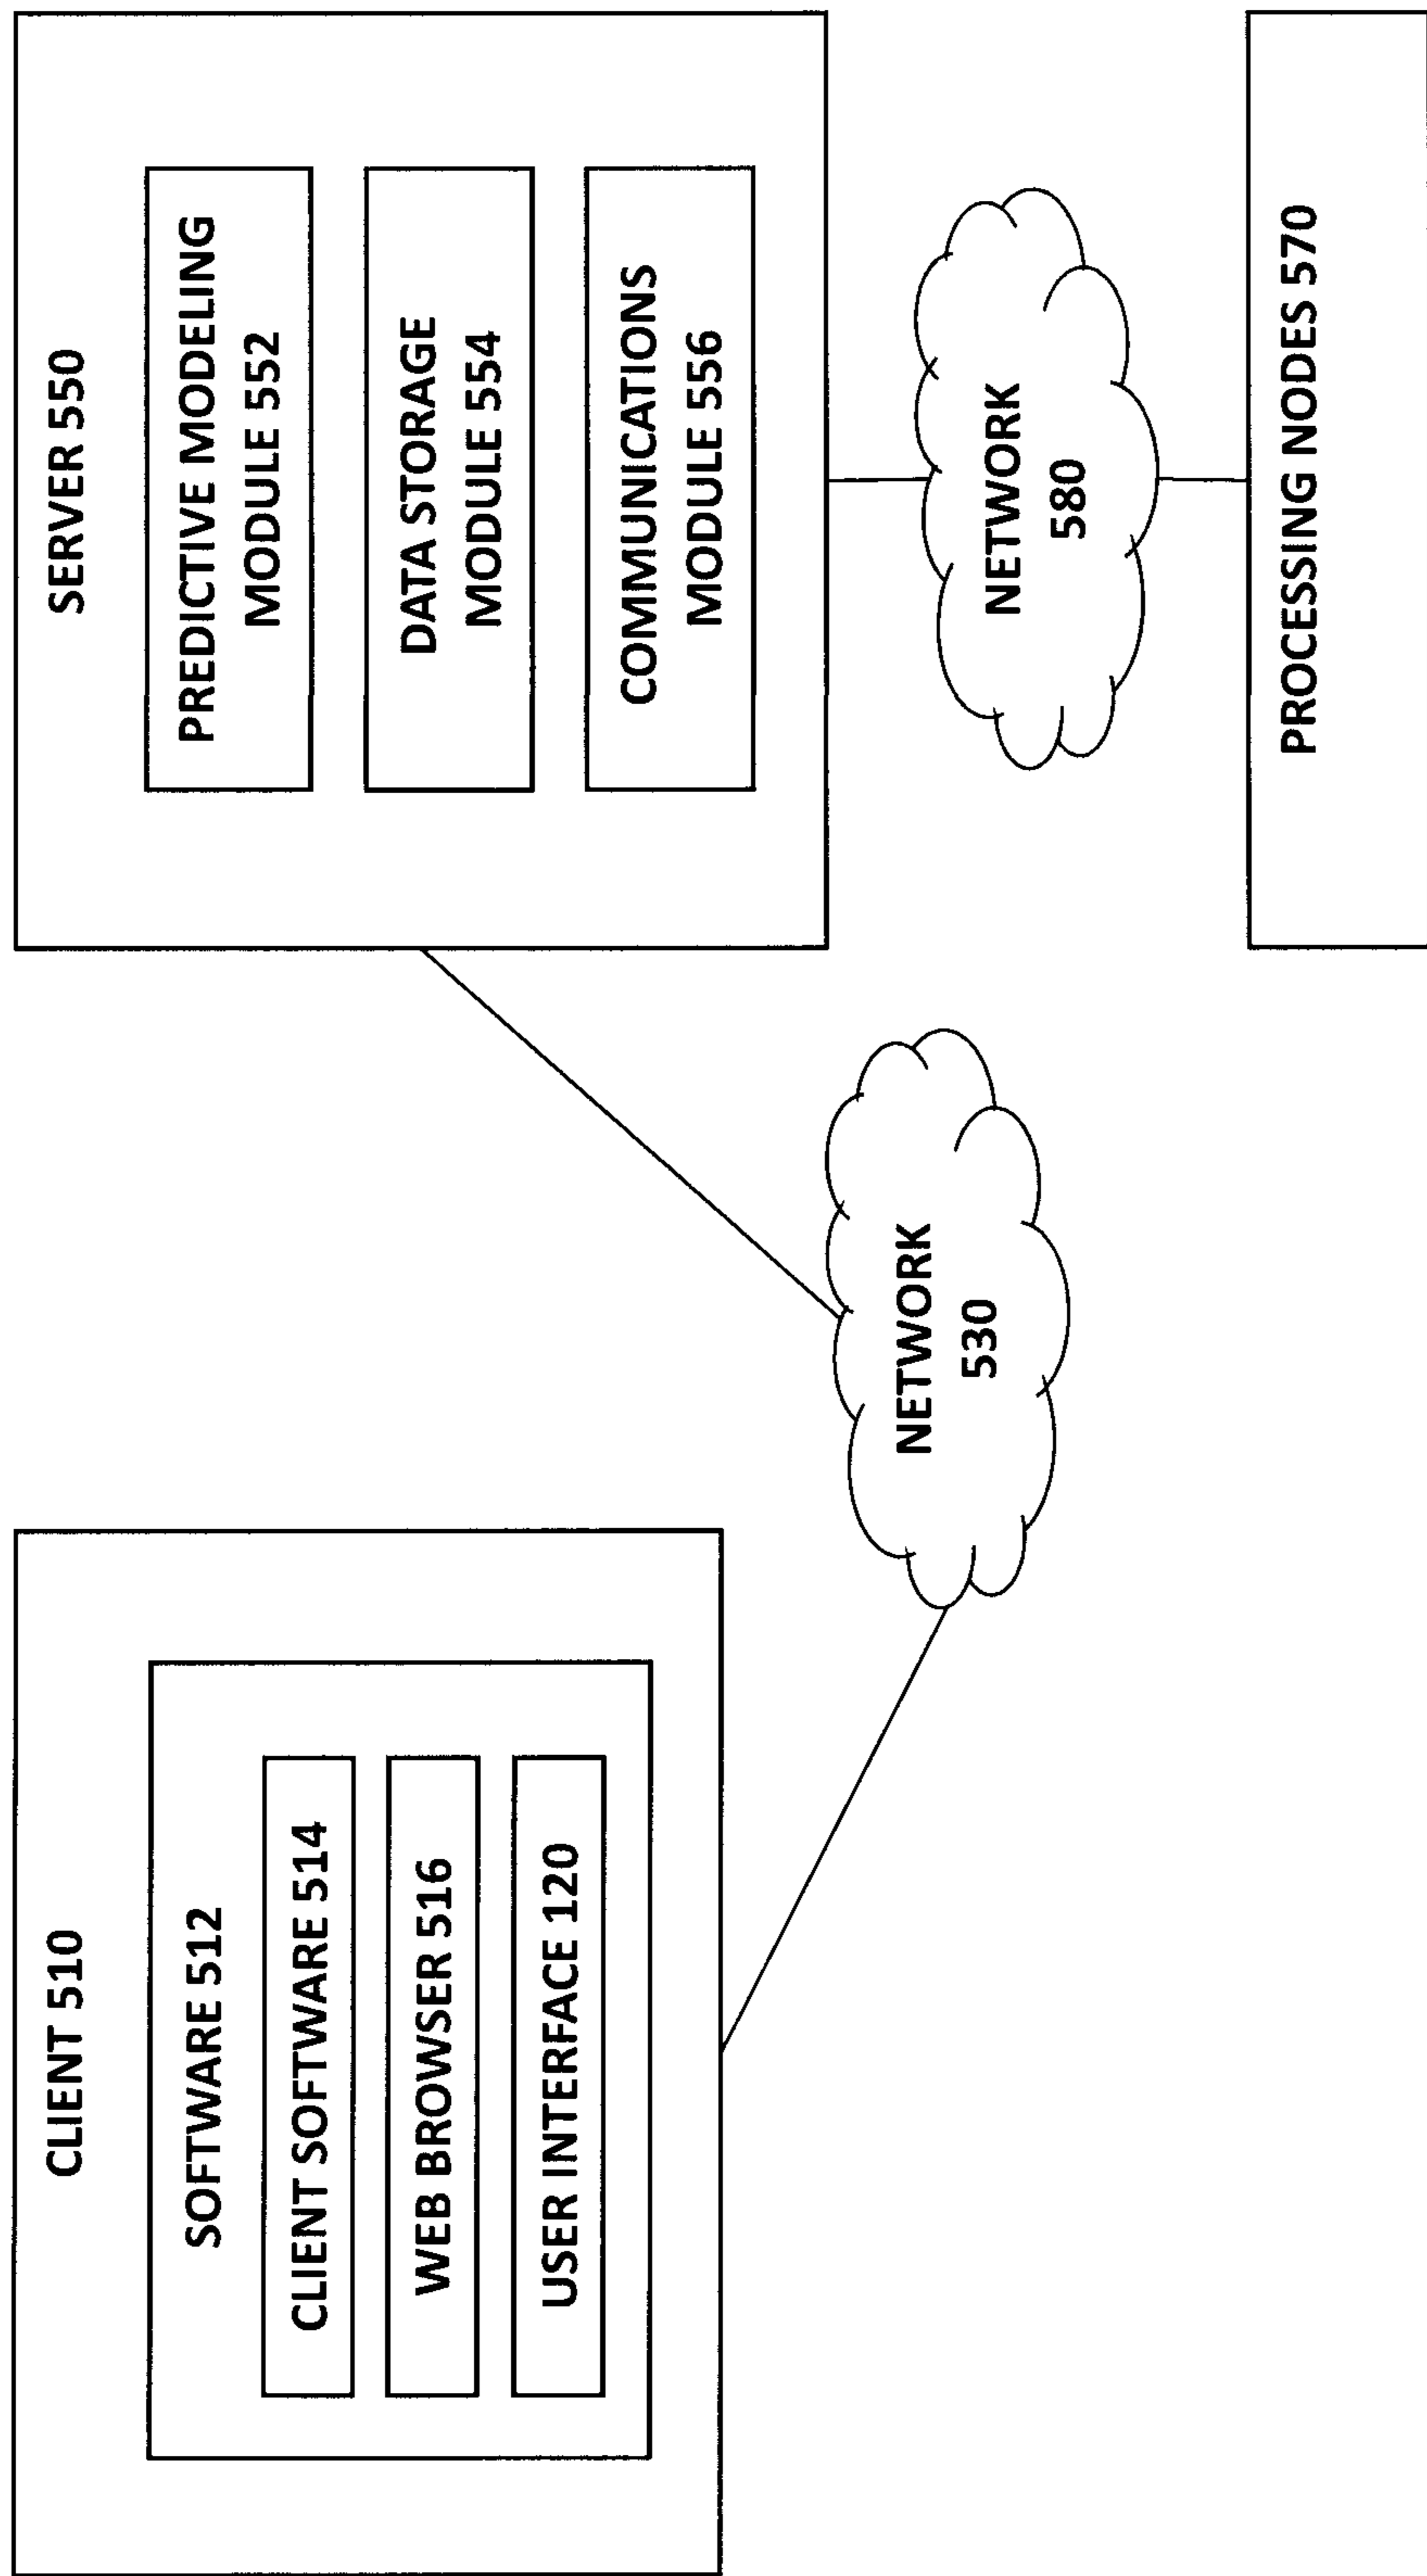 CLIENT 510
SOFTWARE 512
CLIENT SOFTWARE 514
WEB BROWSER 516
USER INTERFACE 120
NETWORK
530
SERVER 550
PREDICTIVE MODELING
MODULE 552
DATA STORAGE
MODULE 554
COMMUNICATIONS
MODULE 556
NETWORK
580
PROCESSING NODES 570